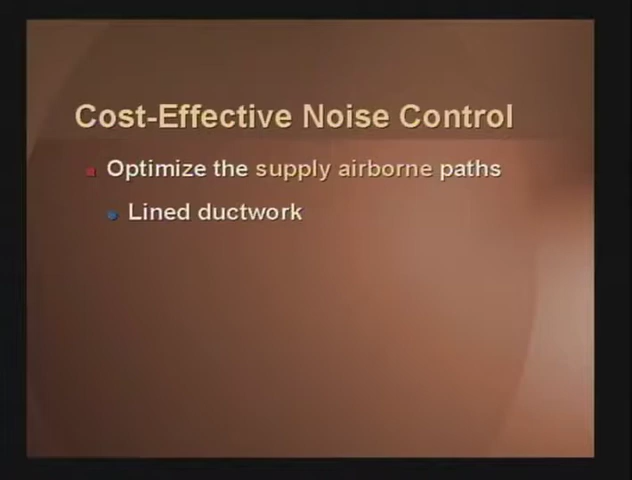 Cost-Effective Noise Control
Optimize the supply airborne paths
Lined ductwork